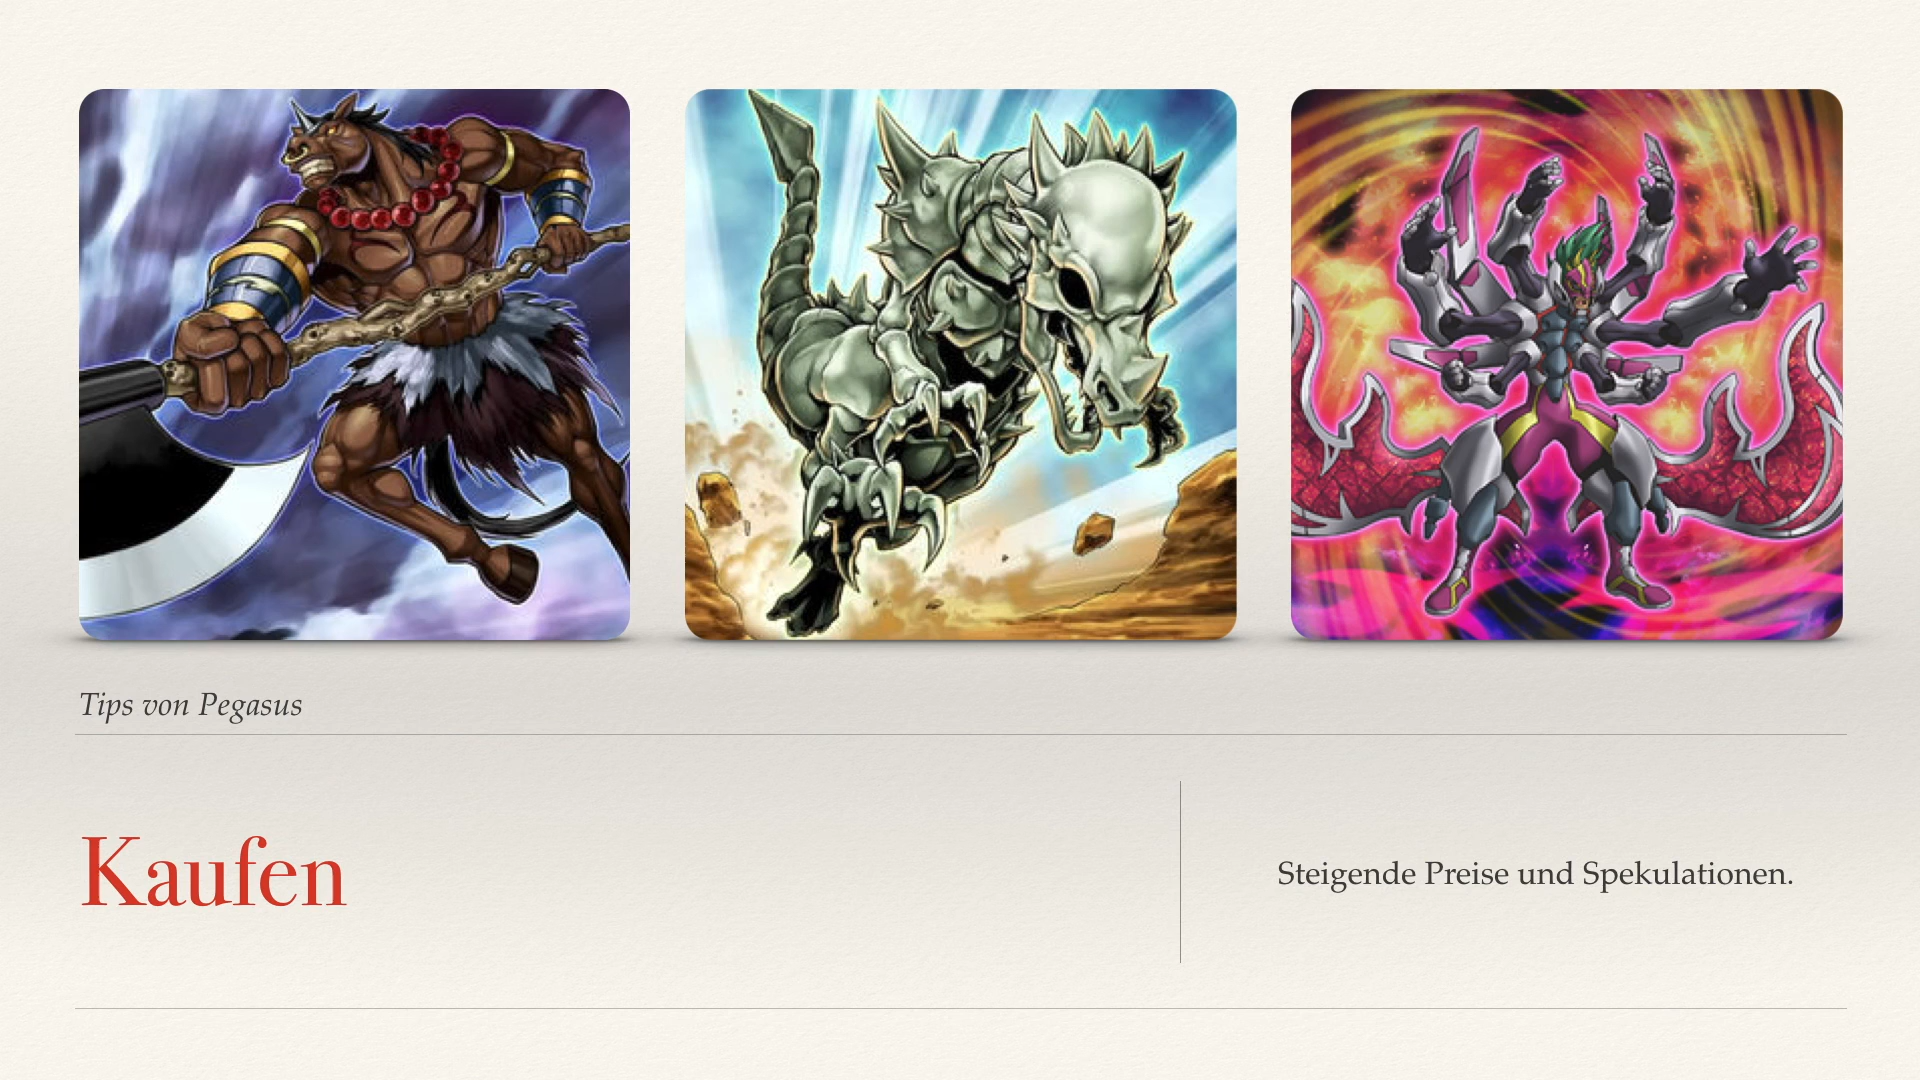 Tips von Pegasus
Kaufen
Steigende Preise und Spekulationen.